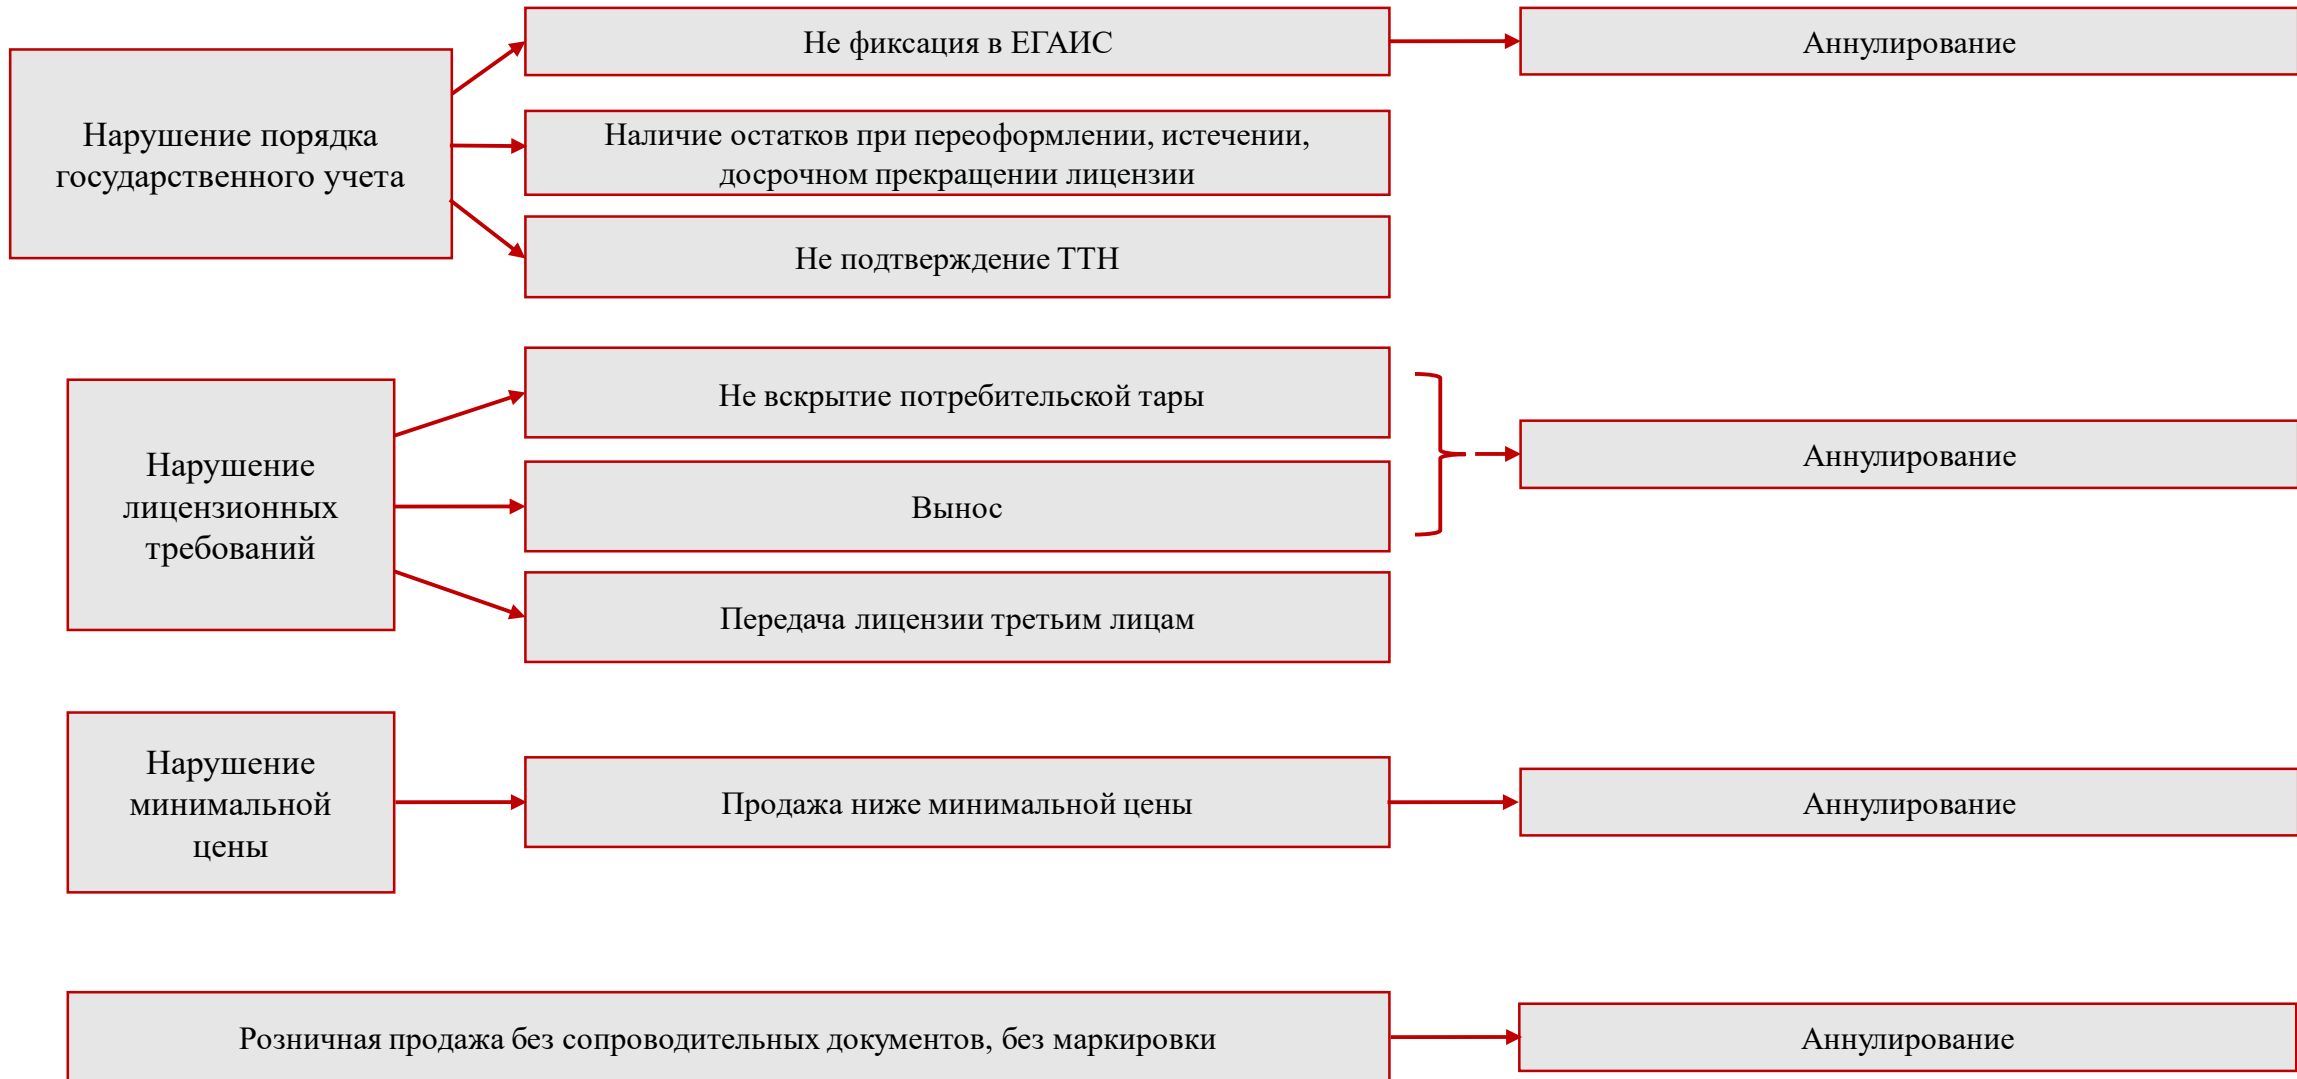 Не фиксация в ЕГАИС
Аннулирование
Нарушение порядка
государственного учета
Наличие остатков при переоформлении, истечении,
досрочном прекращении лицензии
Не подтверждение ТТН
Не вскрытие потребительской тары
Нарушение
лицензионных
требований
Аннулирование
Вынос
Передача лицензии третьим лицам
Нарушение
минимальной
цены
Продажа ниже минимальной цены
Аннулирование
Розничная продажа без сопроводительных документов, без маркировки
Аннулирование